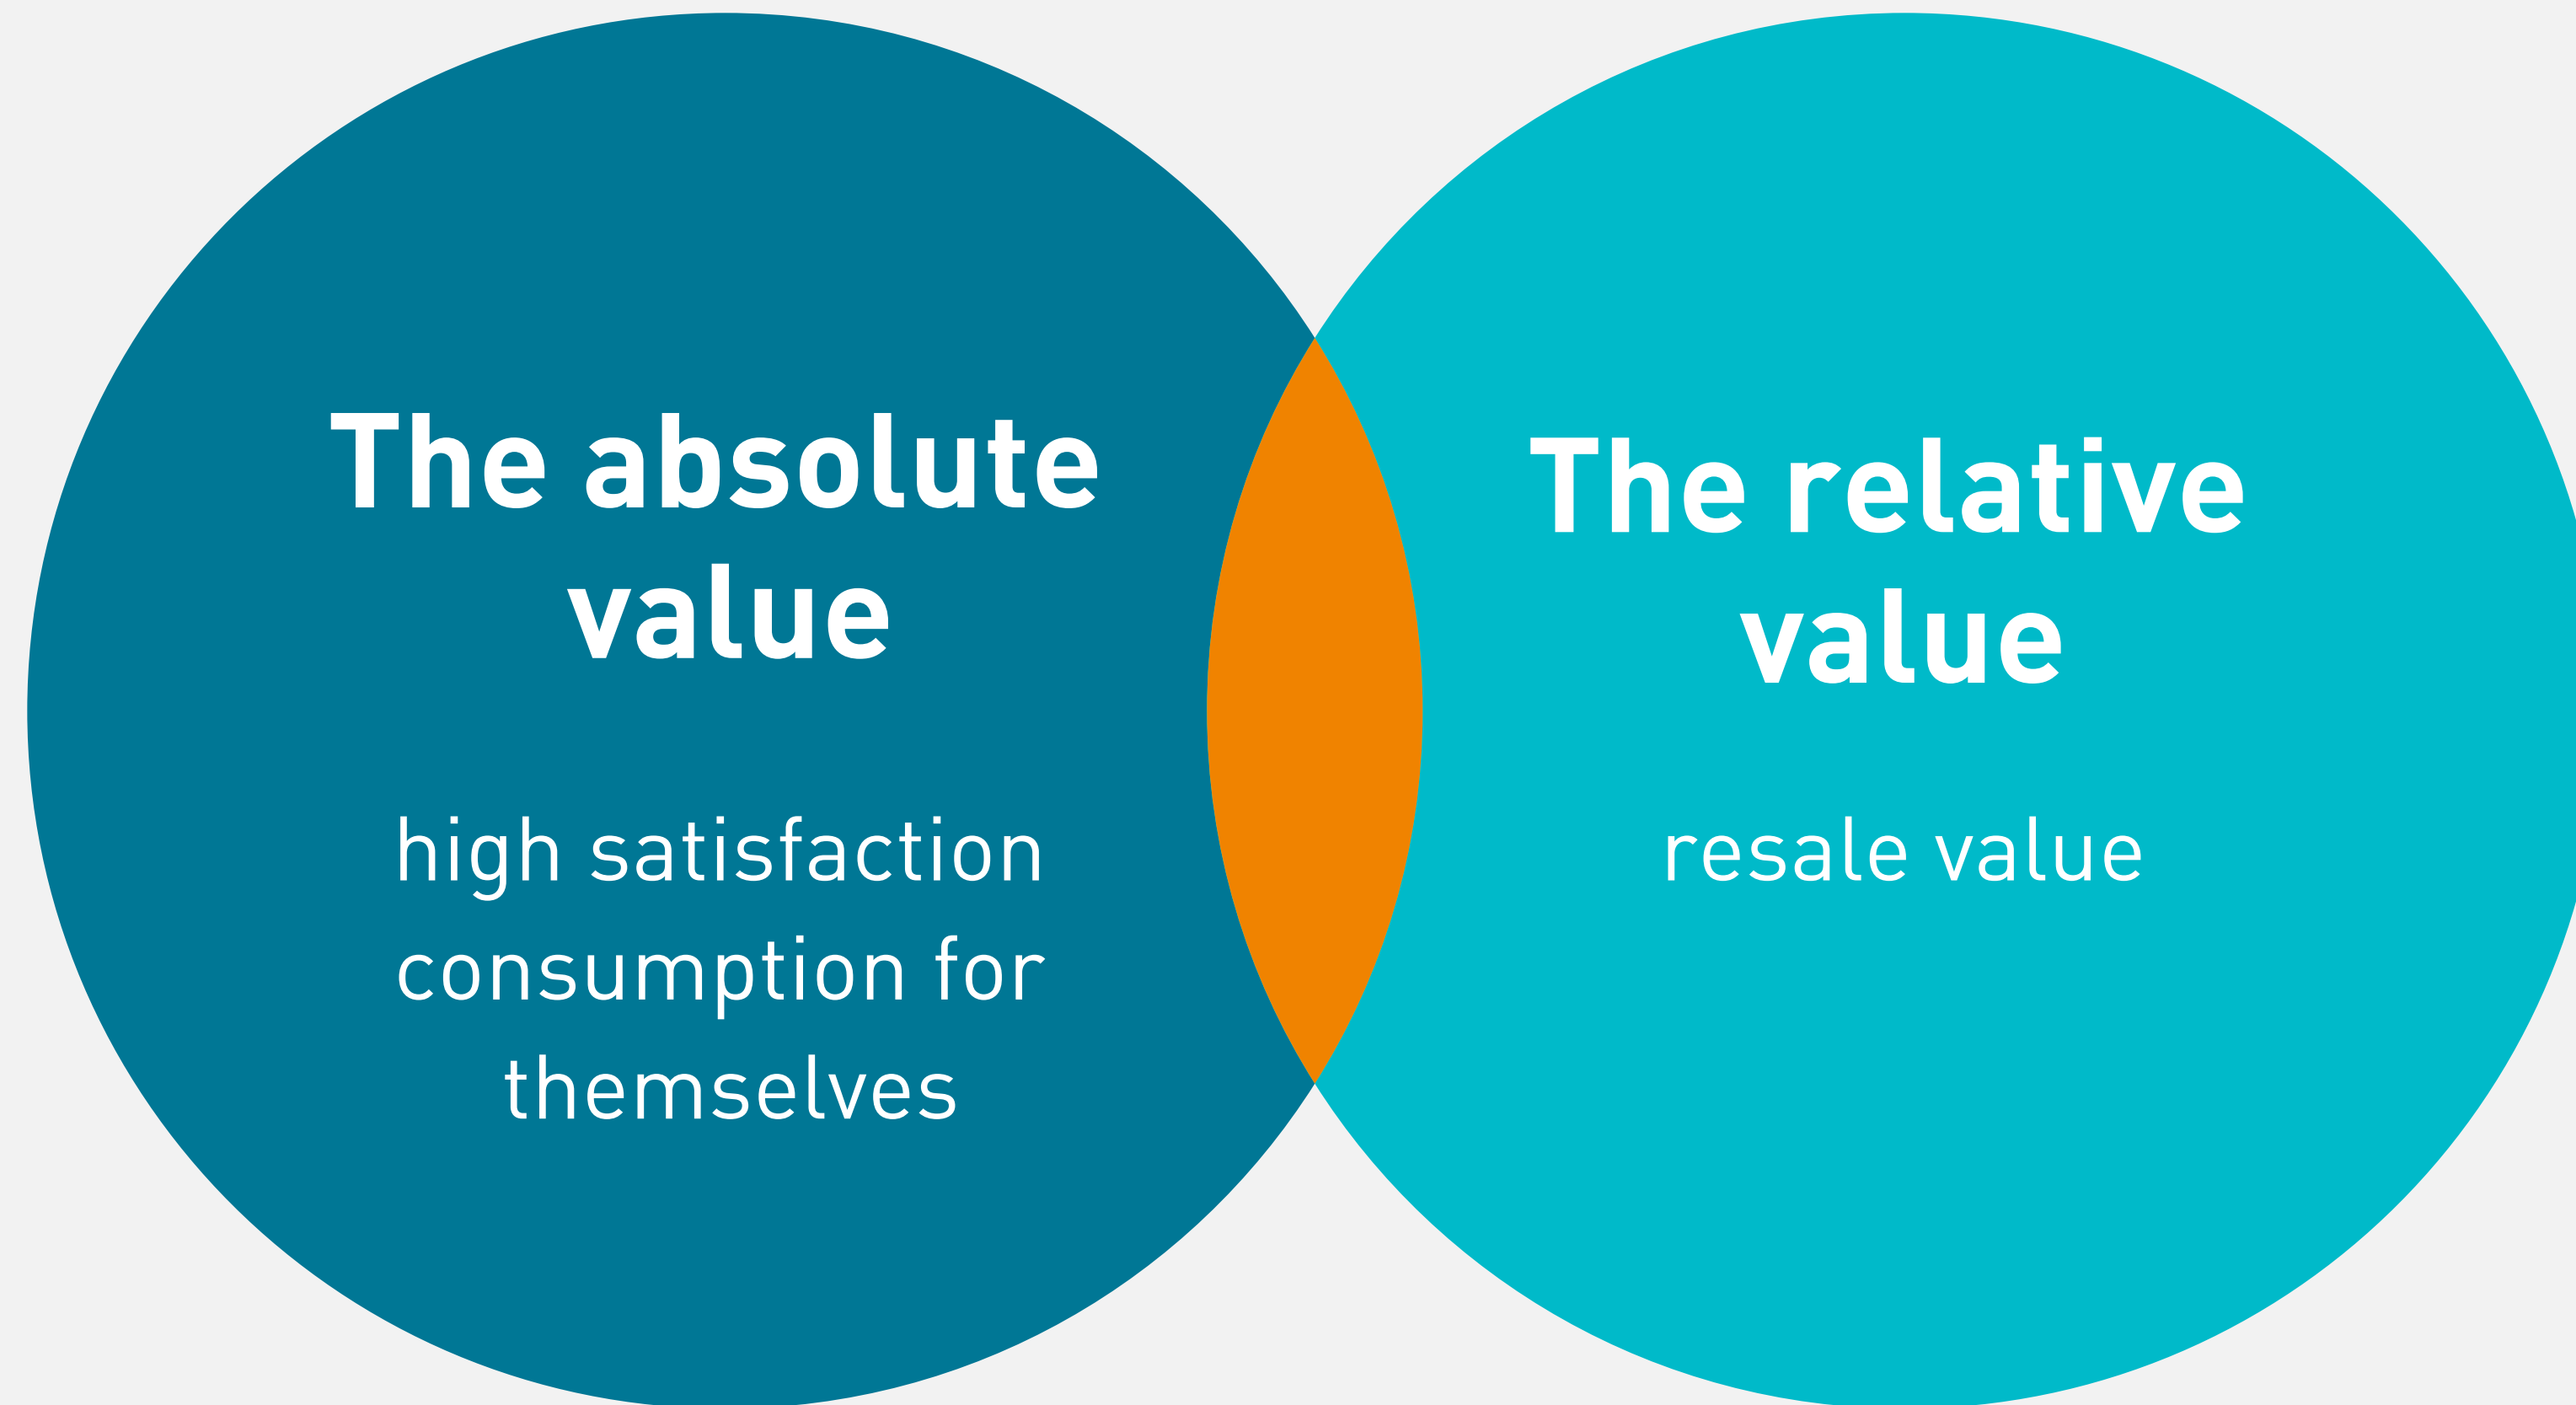 The absolute
value
high satisfaction
consumption for
themselves
The relative
value
resale value